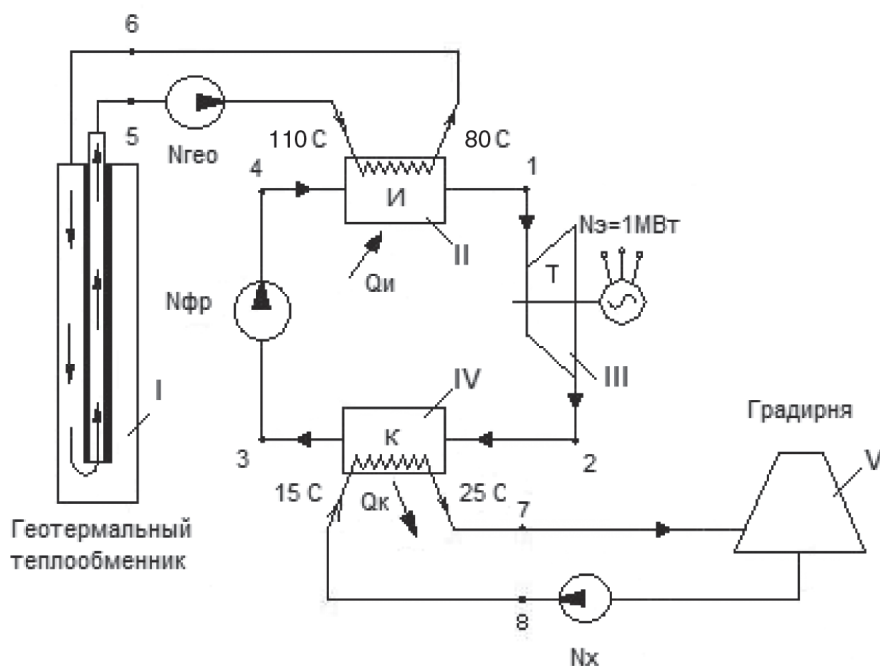 6
5
Nгео
110 С
80 С
4
1
И
II
Qи
Nэ=1МВт
Т
Nфр
I
III
IV
к
3
2
Градирня
V
15 С
Qк
25 С
7
Геотермальный
теплообменник
8
Nх